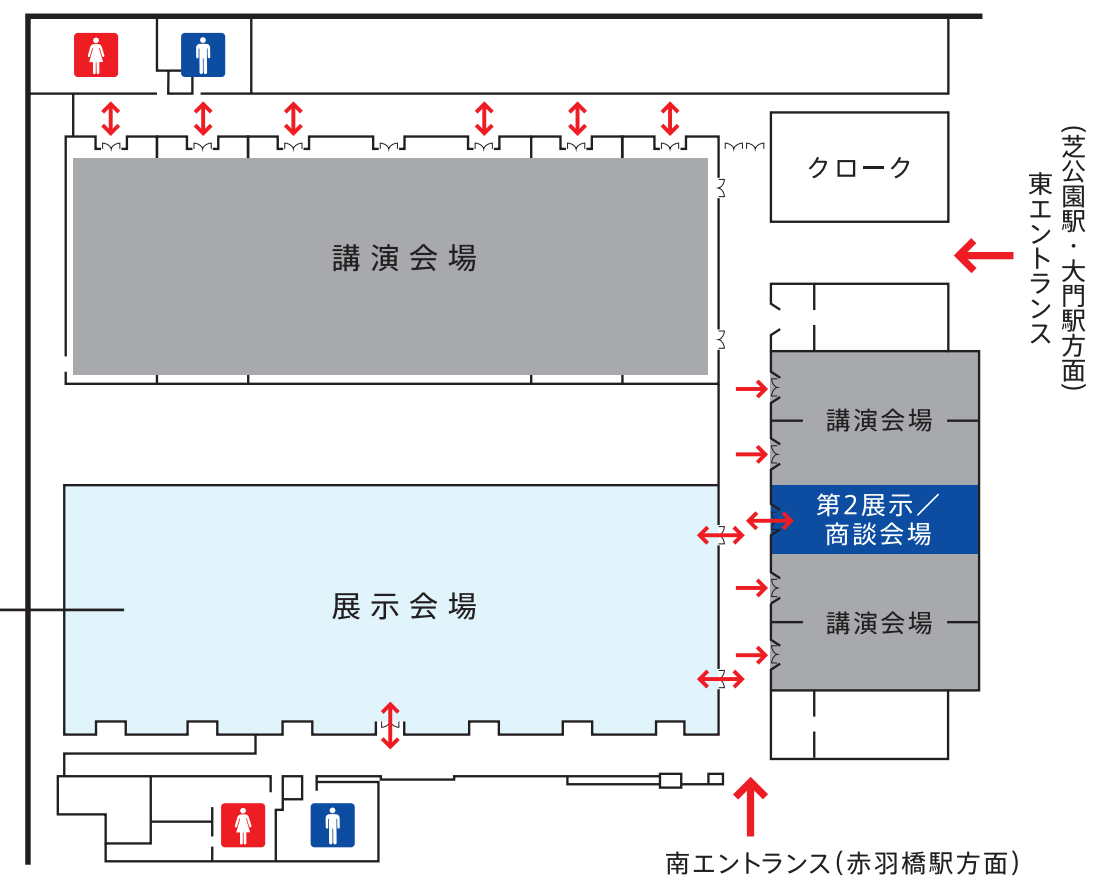 クローク
(芝公園駅・大門駅方面)
東エントランス
講演会場
講演会場
第2展示／
商談会場
展示会場
講演会場
南エントランス(赤羽橋駅方面)